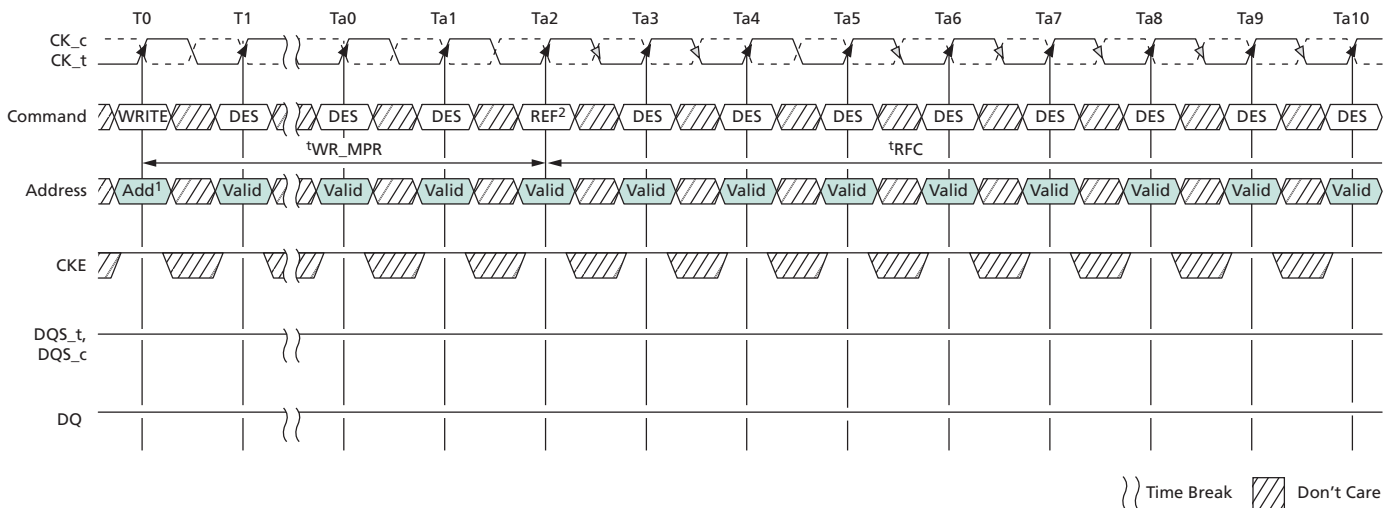 T0 T1 Ta0 Ta1 Ta2 Ta3 Ta4 Ta5 Ta6 Ta7 Ta8 Ta9 Ta10
CK_c
CK_t
Command WRITE DES DES DES REF² DES DES DES DES DES DES DES DES
tWR_MPR tRFC
Address Add¹ Valid Valid Valid Valid Valid Valid Valid Valid Valid Valid Valid Valid
CKE
DQS_t,
DQS_c
DQ
Time Break Don't Care